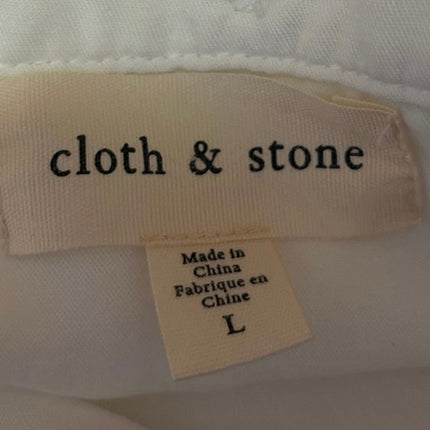 cloth & stone
Made in
China
Fabrique en
Chine
L